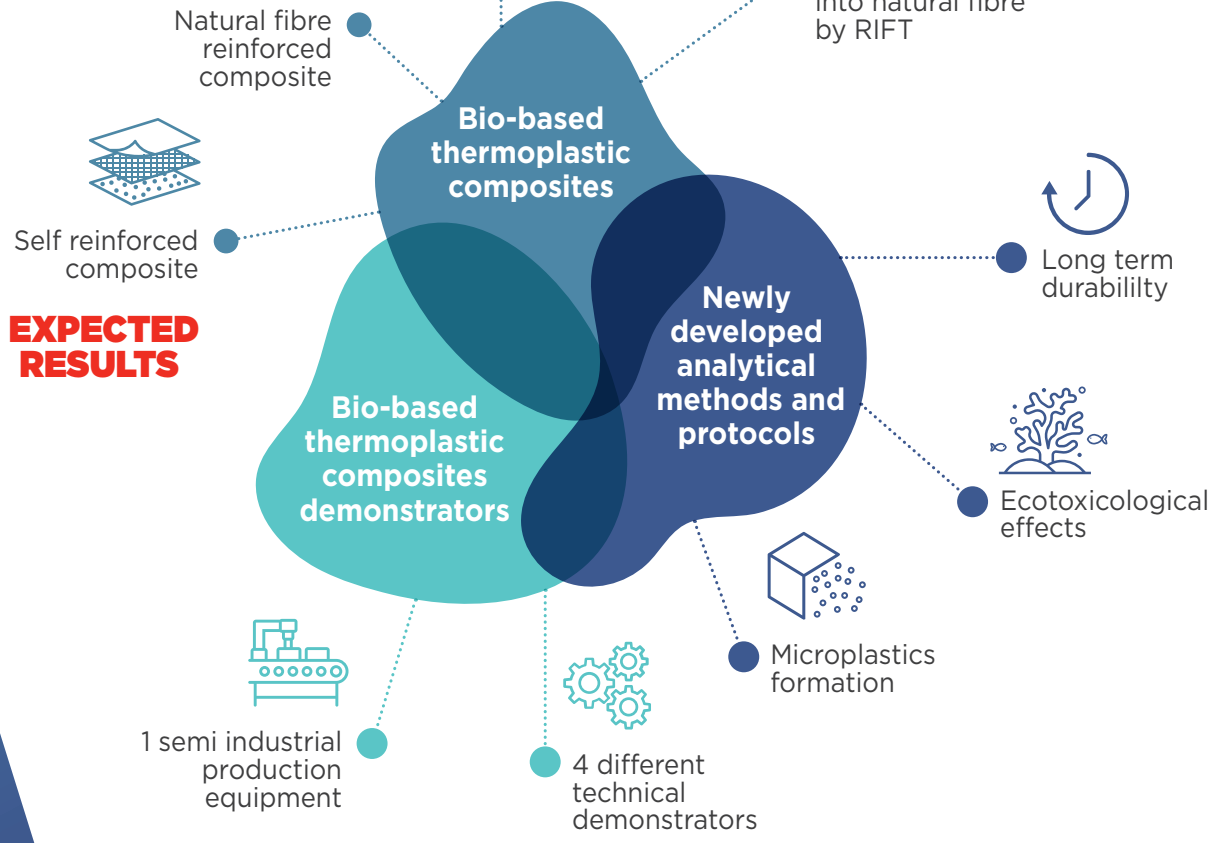 Natural fibre
reinforced
composite
into natural fibre
by RIFT
Bio-based
thermoplastic
composites
Self reinforced
composite
EXPECTED
RESULTS
Long term
durabililty
Newly
developed
analytical
methods and
protocols
Bio-based
thermoplastic
composites
demonstrators
Ecotoxicological
effects
Microplastics
formation
1 semi industrial
production
equipment
4 different
technical
demonstrators